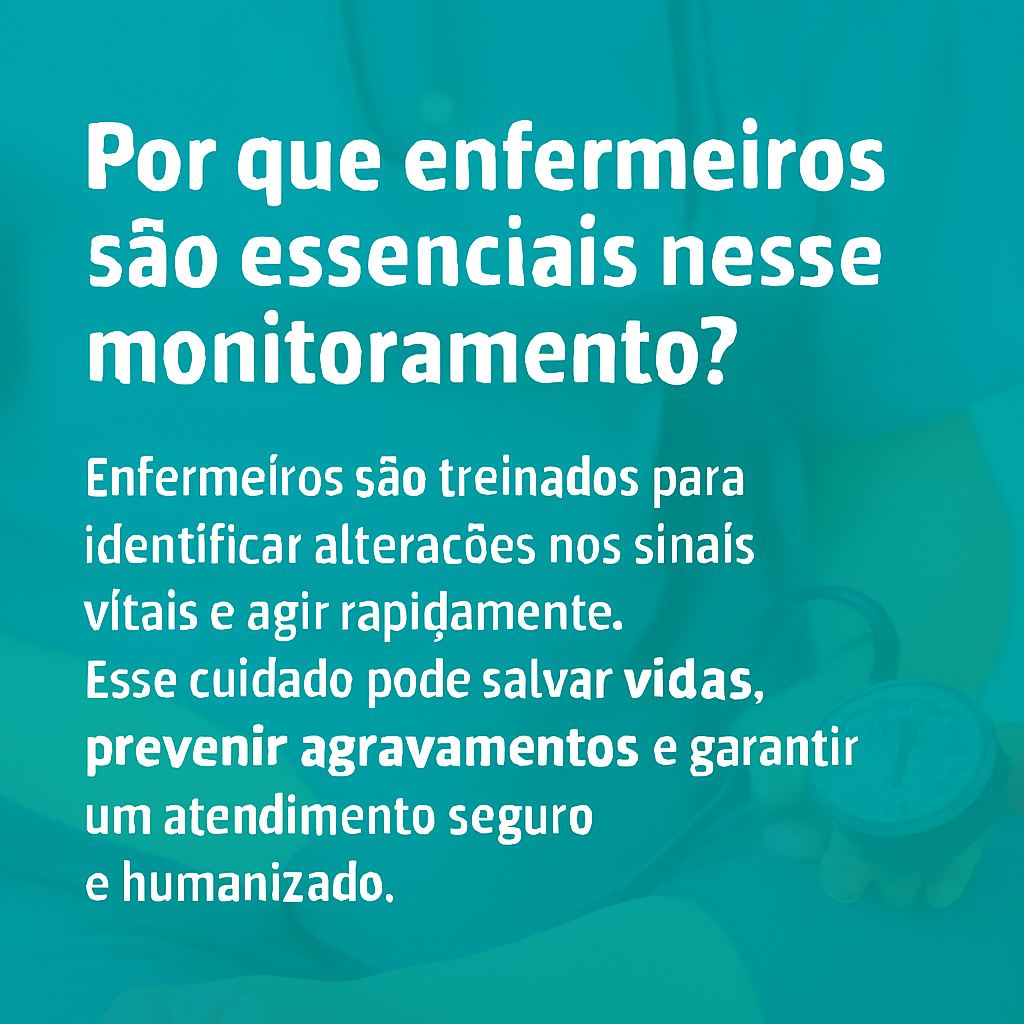 Por que enfermeiros
são essenciais nesse
monitoramento?
Enfermeíros são treinados para
identíficar alteracões nos sinaís
vítais e agir rapiḍamente.
Esse cuidado pode salvar vidas,
prevenir agravamentos e garantir
um atendimento seguro
e humanizado.